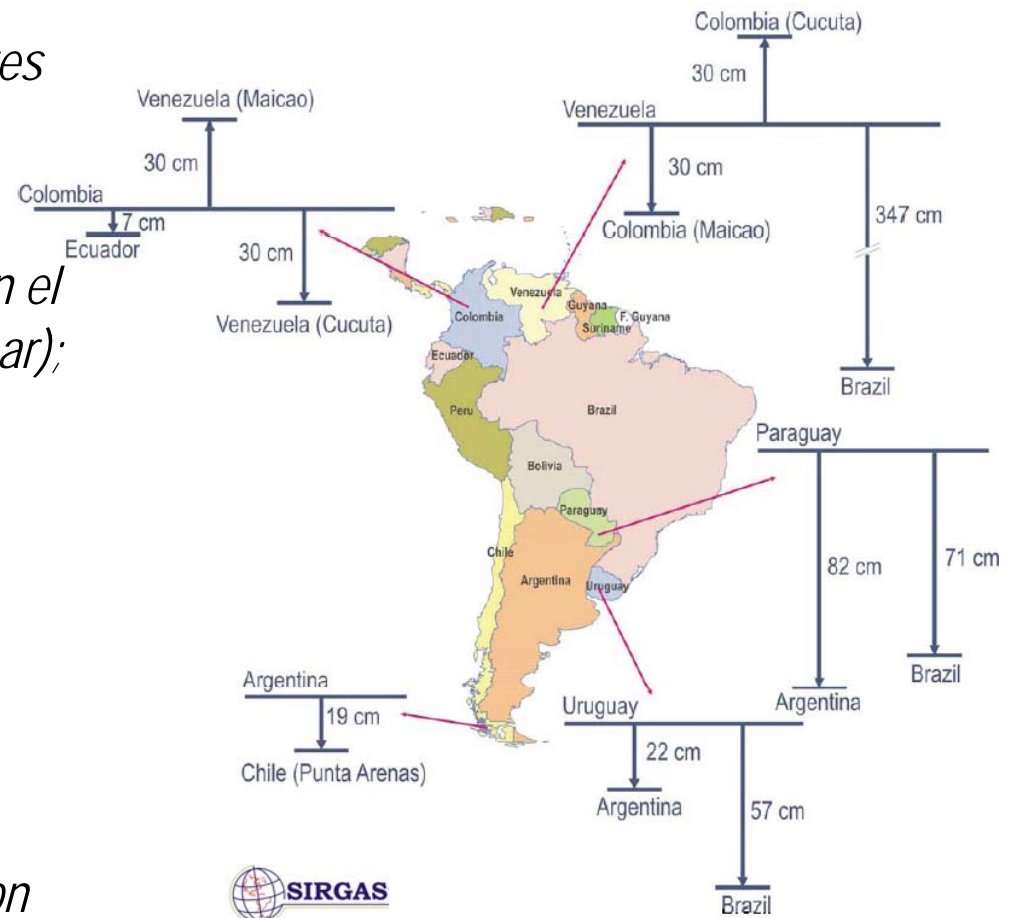 es
n el
ar);
on
Colombia (Cucuta)
30 cm
Venezuela
30 cm
Colombia (Maicao)
347 cm
Brazil
Venezuela (Maicao)
30 cm
Colombia
7 cm
Ecuador
30 cm
Venezuela (Cucuta)
Venezuela
Guyana
F. Guyana
Suriname
Colombia
Ecuador
Peru
Brazil
Bolivia
Paraguay
Chile
Argentina
Uruguay
Paraguay
82 cm
71 cm
Argentina
Brazil
Argentina
19 cm
Chile (Punta Arenas)
Uruguay
22 cm
Argentina
57 cm
Brazil
SIRGAS